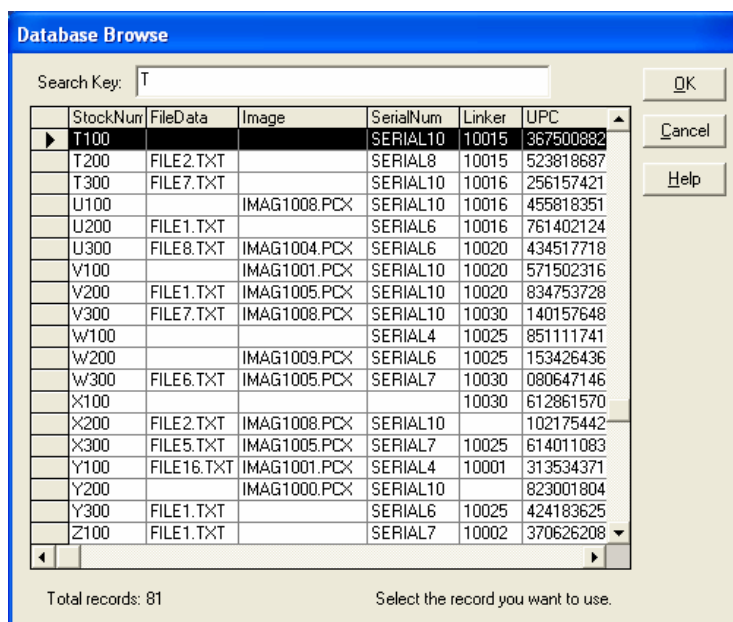 Database Browse
Search Key: T
OK
Cancel
Help
StockNum FileData Image SerialNum Linker UPC
T100 SERIAL10 10015 367500882
T200 FILE2.TXT SERIAL8 10015 523818687
T300 FILE7.TXT SERIAL10 10016 256157421
U100 IMAG1008.PCX SERIAL10 10016 455818351
U200 FILE1.TXT SERIAL6 10016 761402124
U300 FILE8.TXT IMAG1004.PCX SERIAL6 10020 434517718
V100 IMAG1001.PCX SERIAL10 10020 571502316
V200 FILE1.TXT IMAG1005.PCX SERIAL10 10020 834753728
V300 FILE7.TXT IMAG1008.PCX SERIAL10 10030 140157648
W100 SERIAL4 10025 851111741
W200 IMAG1009.PCX SERIAL6 10025 153426436
W300 FILE6.TXT IMAG1005.PCX SERIAL7 10030 080647146
X100 10030 612861570
X200 FILE2.TXT IMAG1008.PCX SERIAL10 102175442
X300 FILE5.TXT IMAG1005.PCX SERIAL7 10025 614011083
Y100 FILE16.TXT IMAG1001.PCX SERIAL4 10001 313534371
Y200 IMAG1000.PCX SERIAL10 823001804
Y300 FILE1.TXT SERIAL6 10025 424183625
Z100 FILE1.TXT SERIAL7 10002 370626208
Total records: 81 Select the record you want to use.